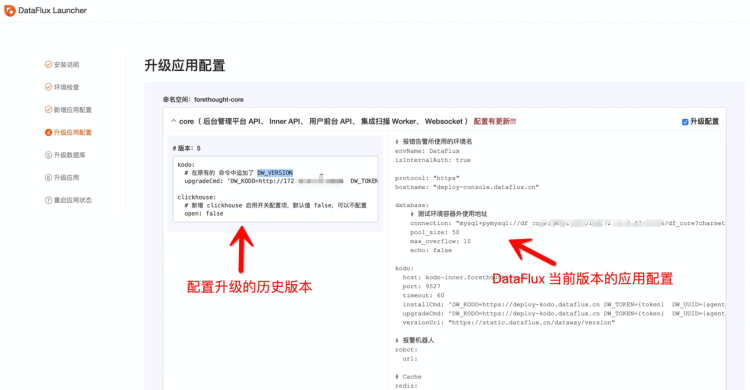 DataFlux Launcher
安装说明
环境检查
新增应用配置
4 升级应用配置
5 升级数据库
6 升级应用
7 重启应用状态
升级应用配置
命名空间：forethought-core
core（ 后台管理平台 API、 Inner API、 用户前台 API、 集成扫描 Worker、 Websocket ） 配置有更新!!!
升级配置
# 版本：5
kodo:
# 在原有的 命令中追加了 DW_VERSION
upgradeCmd: 'DW_KODO=http://172 DW_TOKEN
clickhouse:
# 新增 clickhouse 启用开关配置项，默认值 false，可以不配置
open: false
配置升级的历史版本
# 报错告警所使用的环境名
envName: DataFlux
isInternalAuth: true
protocol: "https"
hostname: "deploy-console.dataflux.cn"
database:
# 测试环境容器外使用地址
connection: "mysql+pymysql://df_ /df_core?charset
pool_size: 50
max_overflow: 10
echo: false
DataFlux 当前版本的应用配置
kodo:
host: kodo-inner.foreth
port: 9527
timeout: 60
installCmd: 'DW_KODO=https://deploy-kodo.dataflux.cn DW_TOKEN={token} DW_UUID={agent
upgradeCmd: 'DW_KODO=https://deploy-kodo.dataflux.cn DW_TOKEN={token} DW_UUID={agent
versionUrl: "https://static.dataflux.cn/dataway/version"
# 报警机器人
robot:
url:
# Cache
redis: